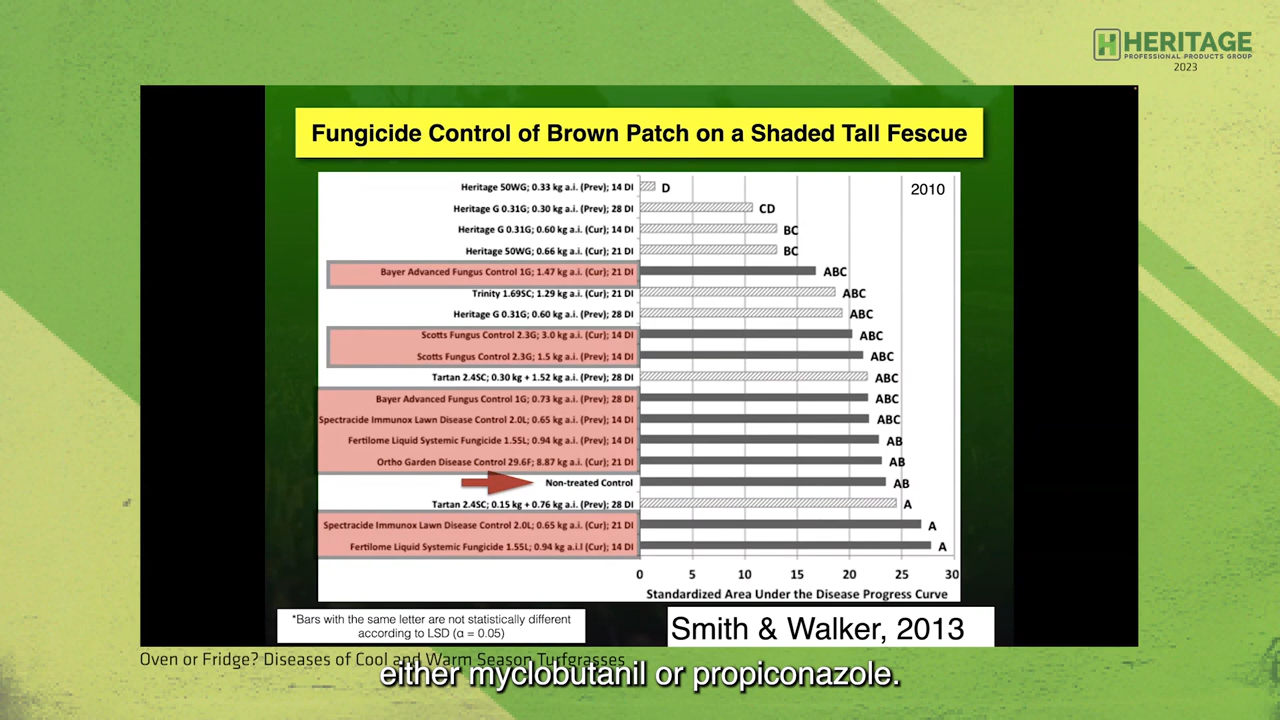 HERITAGE
PROFESSIONAL PRODUCTS GROUP
2023
Fungicide Control of Brown Patch on a Shaded Tall Fescue
2010
Heritage 50WG; 0.33 kg a.i. (Prev); 14 DI D
Heritage G 0.31G; 0.30 kg a.i. (Prev); 28 DI CD
Heritage G 0.31G; 0.60 kg a.i. (Cur); 14 DI BC
Heritage 50WG; 0.66 kg a.i. (Cur); 21 DI BC
Bayer Advanced Fungus Control 1G; 1.47 kg a.i. (Cur); 21 DI ABC
Trinity 1.69SC; 1.29 kg a.i. (Cur); 21 DI ABC
Heritage G 0.31G; 0.60 kg a.i. (Prev); 28 DI ABC
Scotts Fungus Control 2.3G; 3.0 kg a.i. (Cur); 14 DI ABC
Scotts Fungus Control 2.3G; 1.5 kg a.i. (Prev); 14 DI ABC
Tartan 2.4SC; 0.30 kg + 1.52 kg a.i. (Prev); 28 DI ABC
Bayer Advanced Fungus Control 1G; 0.73 kg a.i. (Prev); 28 DI ABC
Spectracide Immunox Lawn Disease Control 2.0L; 0.65 kg a.i. (Prev); 14 DI ABC
Fertilome Liquid Systemic Fungicide 1.55L; 0.94 kg a.i. (Prev); 14 DI AB
Ortho Garden Disease Control 29.6F; 8.87 kg a.i. (Cur); 21 DI AB
Non-treated Control AB
Tartan 2.4SC; 0.15 kg + 0.76 kg a.i. (Prev); 28 DI A
Spectracide Immunox Lawn Disease Control 2.0L; 0.65 kg a.i. (Cur); 21 DI A
Fertilome Liquid Systemic Fungicide 1.55L; 0.94 kg a.i.l (Cur); 14 DI A
0 5 10 15 20 25 30
Standardized Area Under the Disease Progress Curve
*Bars with the same letter are not statistically different
according to LSD (α = 0.05)
Smith & Walker, 2013
Oven or Fridge? Diseases of Cool and Warm Season Turfgrasses
either myclobutanil or propiconazole.